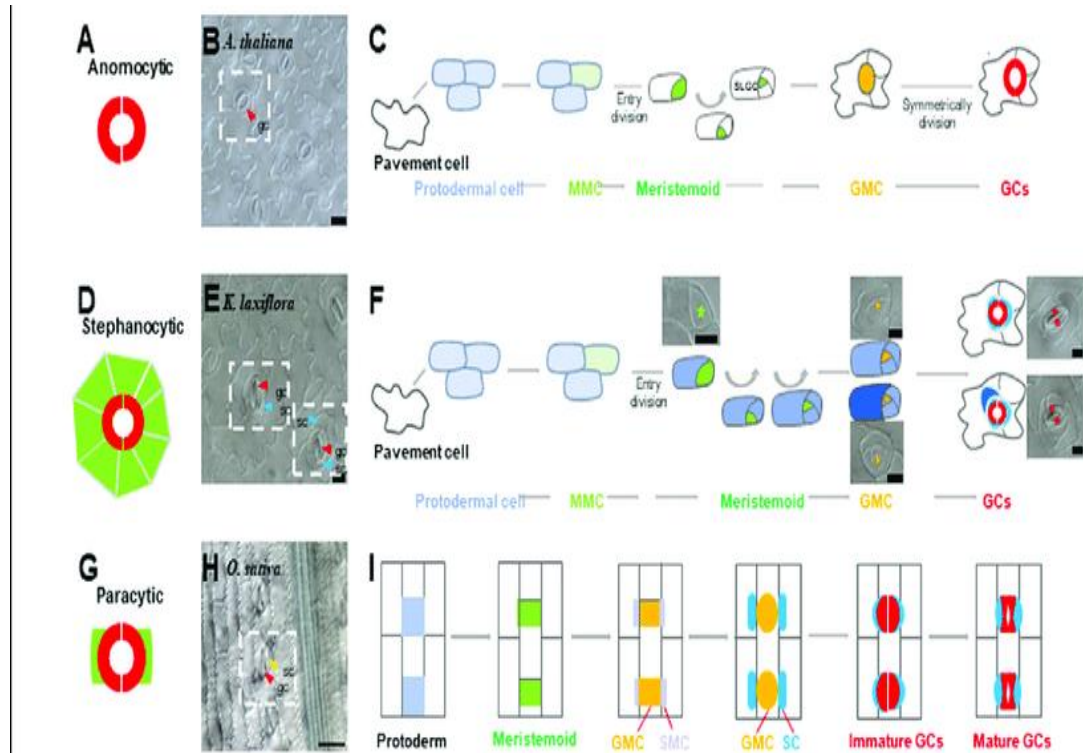 A
Anomocytic
B A. thaliana
gc
C
SLGC
Entry
division
Symmetrically
division
Pavement cell
Protodermal cell
MMC
Meristemoid
GMC
GCs
D
Stephanocytic
E K. laxiflora
gc
sc
sc
gc
F
Entry
division
Pavement cell
Protodermal cell
MMC
Meristemoid
GMC
GCs
G
Paracytic
H O. sativa
sc
gc
I
Protoderm
Meristemoid
GMC
SMC
GMC
SC
Immature GCs
Mature GCs